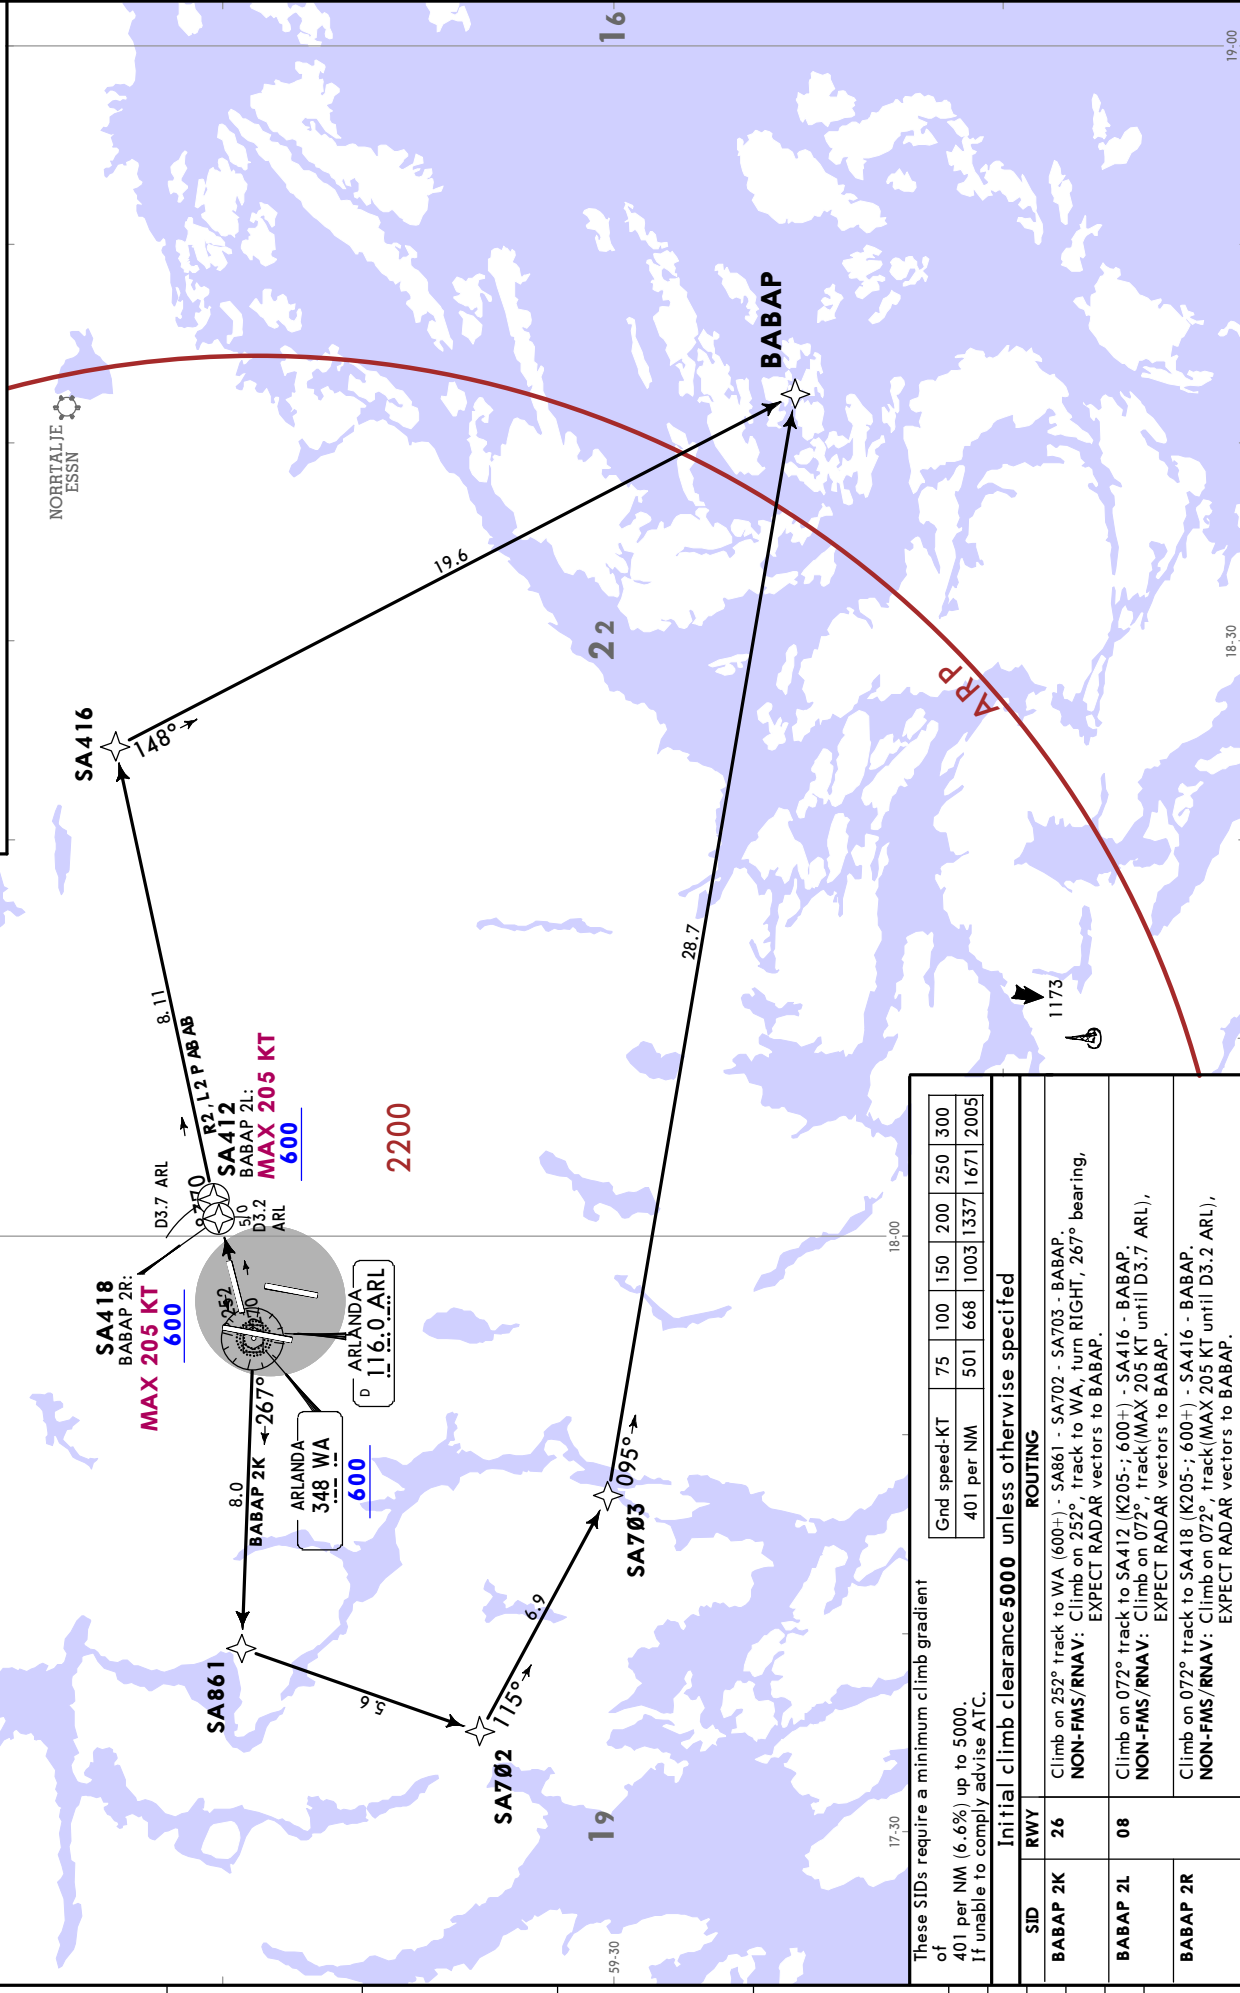 16
19-00
NORRTALJE
ESSN
BABAP
SA416
148°
19.6
22
18-30
ARP
8.11
R2, L2 PABAB
28.7
1173
D3.7 ARL
070
SA412
BABAP 2L:
MAX 205 KT
600
5.0
D3.2
ARL
2200
SA418
BABAP 2R:
MAX 205 KT
600
252
18-00
D
ARLANDA
116.0 ARL
267°
8.0
BABAP 2K
ARLANDA
348 WA
600
SA861
5.6
SA7Ø2
115°
6.9
SA7Ø3
095°
19
17-30
59-30
These SIDs require a minimum climb gradient
of
401 per NM (6.6%) up to 5000.
If unable to comply advise ATC.
Gnd speed-KT 75 100 150 200 250 300
401 per NM 501 668 1003 1337 1671 2005
Initial climb clearance 5000 unless otherwise specifed
SID RWY ROUTING
BABAP 2K 26 Climb on 252° track to WA (600+) - SA861 - SA702 - SA703 - BABAP.
NON-FMS/RNAV: Climb on 252°, track to WA, turn RIGHT, 267° bearing,
EXPECT RADAR vectors to BABAP.
BABAP 2L 08 Climb on 072° track to SA412 (K205-; 600+) - SA416 - BABAP.
NON-FMS/RNAV: Climb on 072°, track(MAX 205 KT until D3.7 ARL),
EXPECT RADAR vectors to BABAP.
BABAP 2R Climb on 072° track to SA418 (K205-; 600+) - SA416 - BABAP.
NON-FMS/RNAV: Climb on 072°, track(MAX 205 KT until D3.2 ARL),
EXPECT RADAR vectors to BABAP.